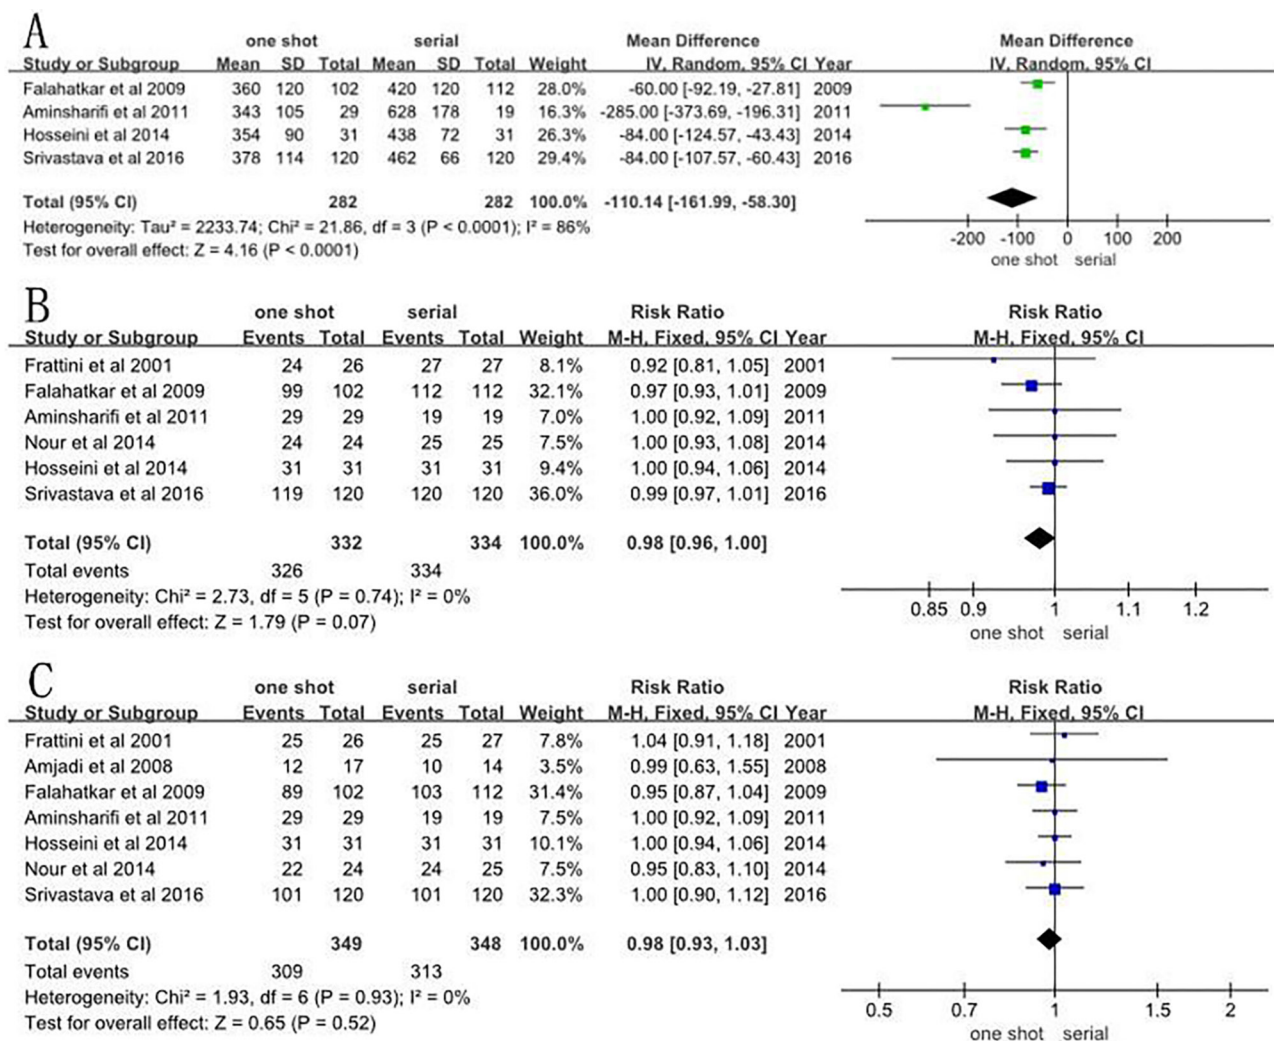 A
one shot serial Mean Difference Mean Difference
Study or Subgroup Mean SD Total Mean SD Total Weight IV, Random, 95% CI Year IV, Random, 95% CI
Falahatkar et al 2009 360 120 102 420 120 112 28.0% -60.00 [-92.19, -27.81] 2009
Aminsharifi et al 2011 343 105 29 628 178 19 16.3% -285.00 [-373.69, -196.31] 2011
Hosseini et al 2014 354 90 31 438 72 31 26.3% -84.00 [-124.57, -43.43] 2014
Srivastava et al 2016 378 114 120 462 66 120 29.4% -84.00 [-107.57, -60.43] 2016
Total (95% CI) 282 282 100.0% -110.14 [-161.99, -58.30]
Heterogeneity: Tau² = 2233.74; Chi² = 21.86, df = 3 (P < 0.0001); I² = 86%
Test for overall effect: Z = 4.16 (P < 0.0001)
-200 -100 0 100 200
one shot serial
B
one shot serial Risk Ratio Risk Ratio
Study or Subgroup Events Total Events Total Weight M-H, Fixed, 95% CI Year M-H, Fixed, 95% CI
Frattini et al 2001 24 26 27 27 8.1% 0.92 [0.81, 1.05] 2001
Falahatkar et al 2009 99 102 112 112 32.1% 0.97 [0.93, 1.01] 2009
Aminsharifi et al 2011 29 29 19 19 7.0% 1.00 [0.92, 1.09] 2011
Nour et al 2014 24 24 25 25 7.5% 1.00 [0.93, 1.08] 2014
Hosseini et al 2014 31 31 31 31 9.4% 1.00 [0.94, 1.06] 2014
Srivastava et al 2016 119 120 120 120 36.0% 0.99 [0.97, 1.01] 2016
Total (95% CI) 332 334 100.0% 0.98 [0.96, 1.00]
Total events 326 334
Heterogeneity: Chi² = 2.73, df = 5 (P = 0.74); I² = 0%
Test for overall effect: Z = 1.79 (P = 0.07)
0.85 0.9 1 1.1 1.2
one shot serial
C
one shot serial Risk Ratio Risk Ratio
Study or Subgroup Events Total Events Total Weight M-H, Fixed, 95% CI Year M-H, Fixed, 95% CI
Frattini et al 2001 25 26 25 27 7.8% 1.04 [0.91, 1.18] 2001
Amjadi et al 2008 12 17 10 14 3.5% 0.99 [0.63, 1.55] 2008
Falahatkar et al 2009 89 102 103 112 31.4% 0.95 [0.87, 1.04] 2009
Aminsharifi et al 2011 29 29 19 19 7.5% 1.00 [0.92, 1.09] 2011
Hosseini et al 2014 31 31 31 31 10.1% 1.00 [0.94, 1.06] 2014
Nour et al 2014 22 24 24 25 7.5% 0.95 [0.83, 1.10] 2014
Srivastava et al 2016 101 120 101 120 32.3% 1.00 [0.90, 1.12] 2016
Total (95% CI) 349 348 100.0% 0.98 [0.93, 1.03]
Total events 309 313
Heterogeneity: Chi² = 1.93, df = 6 (P = 0.93); I² = 0%
Test for overall effect: Z = 0.65 (P = 0.52)
0.5 0.7 1 1.5 2
one shot serial